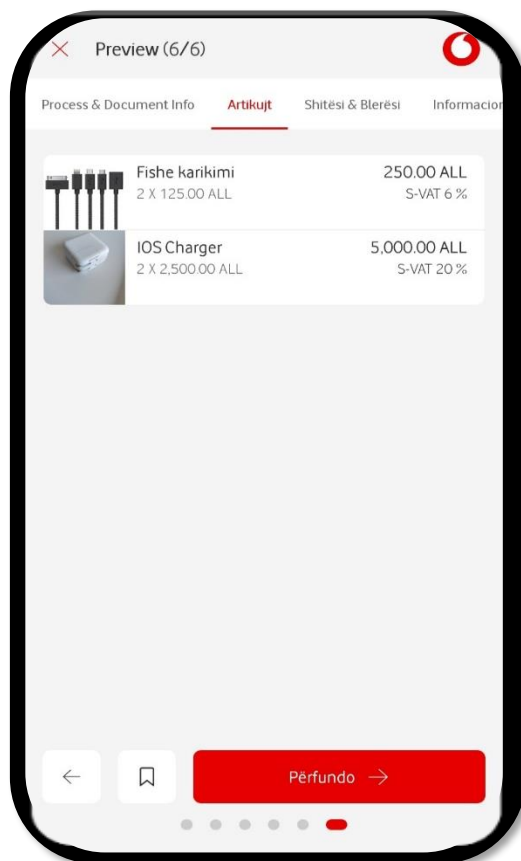 Preview (6/6)
Process & Document Info Artikujt Shitësi & Blerësi Informacion
Fishe karikimi 250.00 ALL
2 X 125.00 ALL S-VAT 6 %
IOS Charger 5,000.00 ALL
2 X 2,500.00 ALL S-VAT 20 %
Përfundo